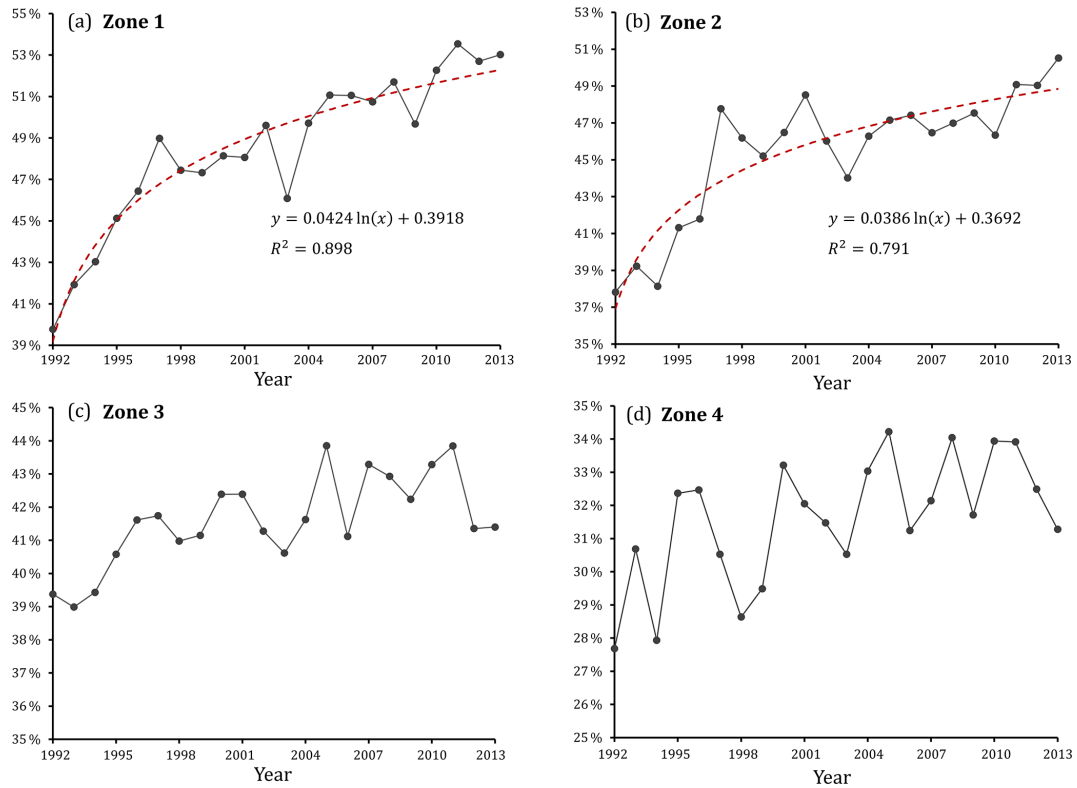 (a) Zone 1
55%
53%
51%
49%
47%
45%
43%
41%
39%
y = 0.0424 ln(x) + 0.3918
R² = 0.898
1992 1995 1998 2001 2004 2007 2010 2013
Year
(b) Zone 2
53%
51%
49%
47%
45%
43%
41%
39%
37%
35%
y = 0.0386 ln(x) + 0.3692
R² = 0.791
1992 1995 1998 2001 2004 2007 2010 2013
Year
(c) Zone 3
45%
44%
43%
42%
41%
40%
39%
38%
37%
36%
35%
1992 1995 1998 2001 2004 2007 2010 2013
Year
(d) Zone 4
35%
34%
33%
32%
31%
30%
29%
28%
27%
26%
25%
1992 1995 1998 2001 2004 2007 2010 2013
Year